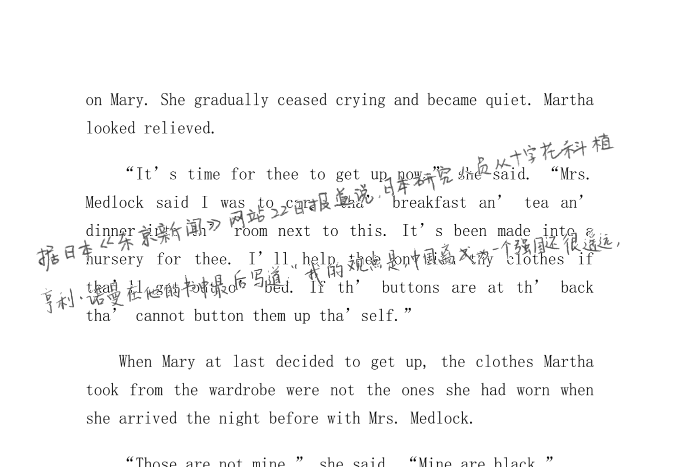 on Mary. She gradually ceased crying and became quiet. Martha
looked relieved.
“It’s time for thee to get up now,” she said. “Mrs.
Medlock said I was to carry tha’ breakfast an’ tea an’
dinner th’ room next to this. It’s been made into a
nursery for thee. I’ll help thee on with thy clothes if
tha’ll get out o’ bed. If th’ buttons are at th’ back
tha’ cannot button them up tha’self.”
据日本《东京新闻》网站22日报道说,日本研究人员从十字花科植
亨利·诺曼在他的书中最后写道:“我的观点是,中国离成为一个强国还很遥远,
When Mary at last decided to get up, the clothes Martha
took from the wardrobe were not the ones she had worn when
she arrived the night before with Mrs. Medlock.
“Those are not mine,” she said. “Mine are black.”